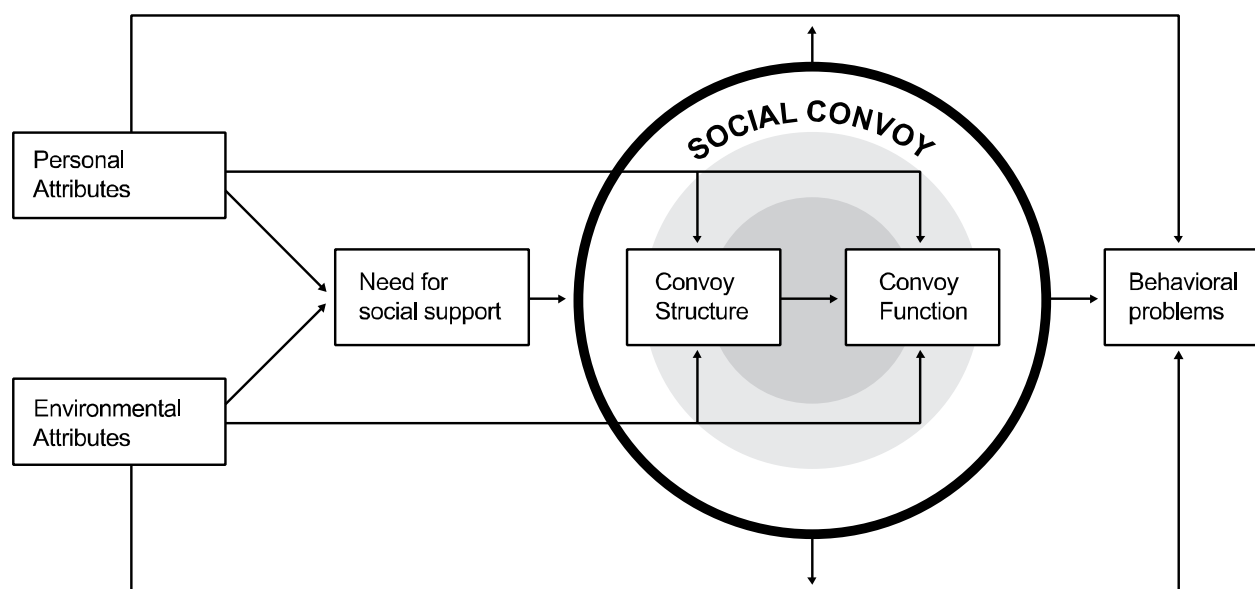 SOCIAL CONVOY
Personal
Attributes
Need for
social support
Convoy
Structure
Convoy
Function
Behavioral
problems
Environmental
Attributes